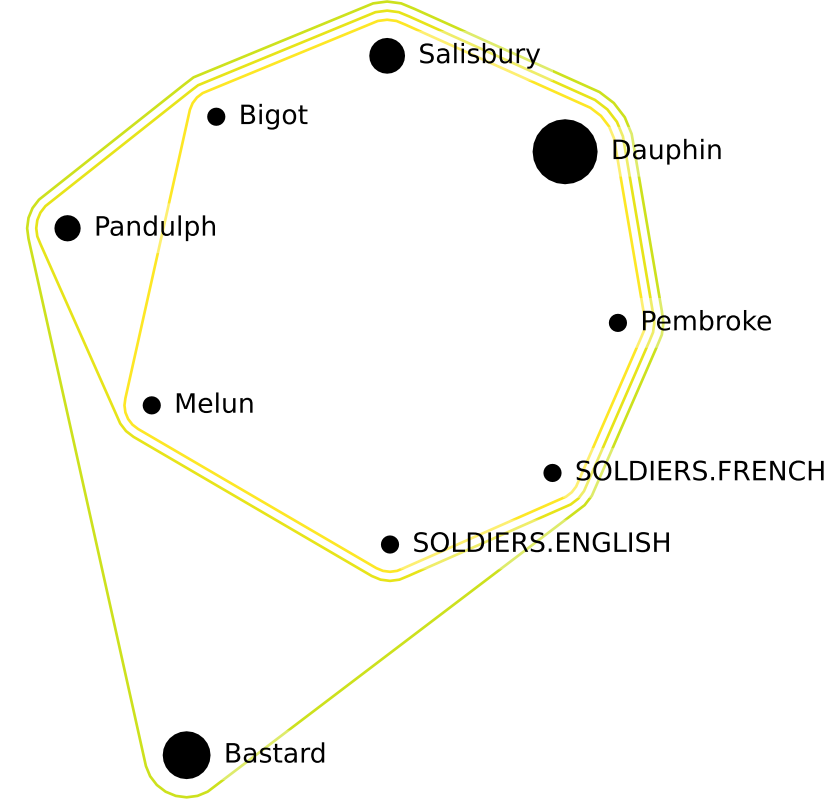 Salisbury
Bigot
Dauphin
Pandulph
Pembroke
Melun
SOLDIERS.FRENCH
SOLDIERS.ENGLISH
Bastard